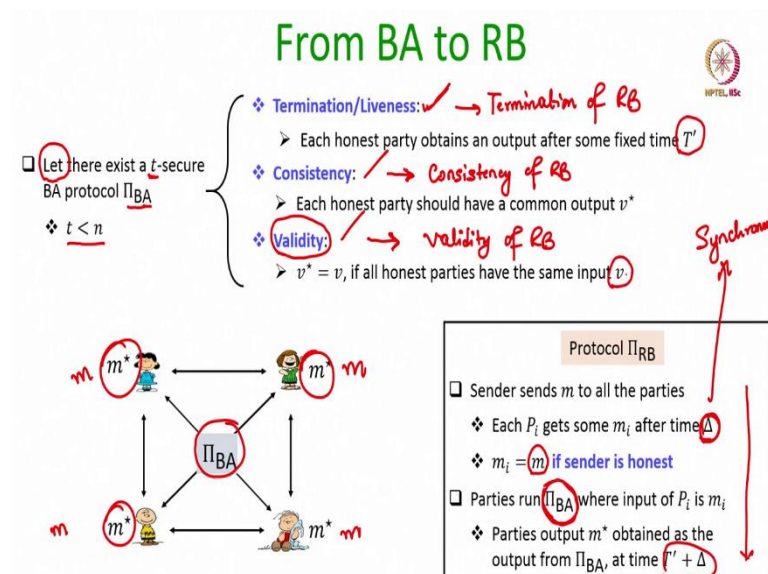 From BA to RB
NPTEL, IISc
❖ Termination/Liveness: ✓ → Termination of RB
➢ Each honest party obtains an output after some fixed time T′
❑ Let there exist a t-secure
BA protocol Π_BA
❖ t < n
❖ Consistency: → Consistency of RB
➢ Each honest party should have a common output v*
❖ Validity: → Validity of RB
➢ v* = v, if all honest parties have the same input v.
m m* m* m
Π_BA
m m* m* m
Protocol Π_RB
❑ Sender sends m to all the parties
❖ Each P_i gets some m_i after time Δ
❖ m_i = m if sender is honest
❑ Parties run Π_BA where input of P_i is m_i
❖ Parties output m* obtained as the
output from Π_BA, at time T′ + Δ